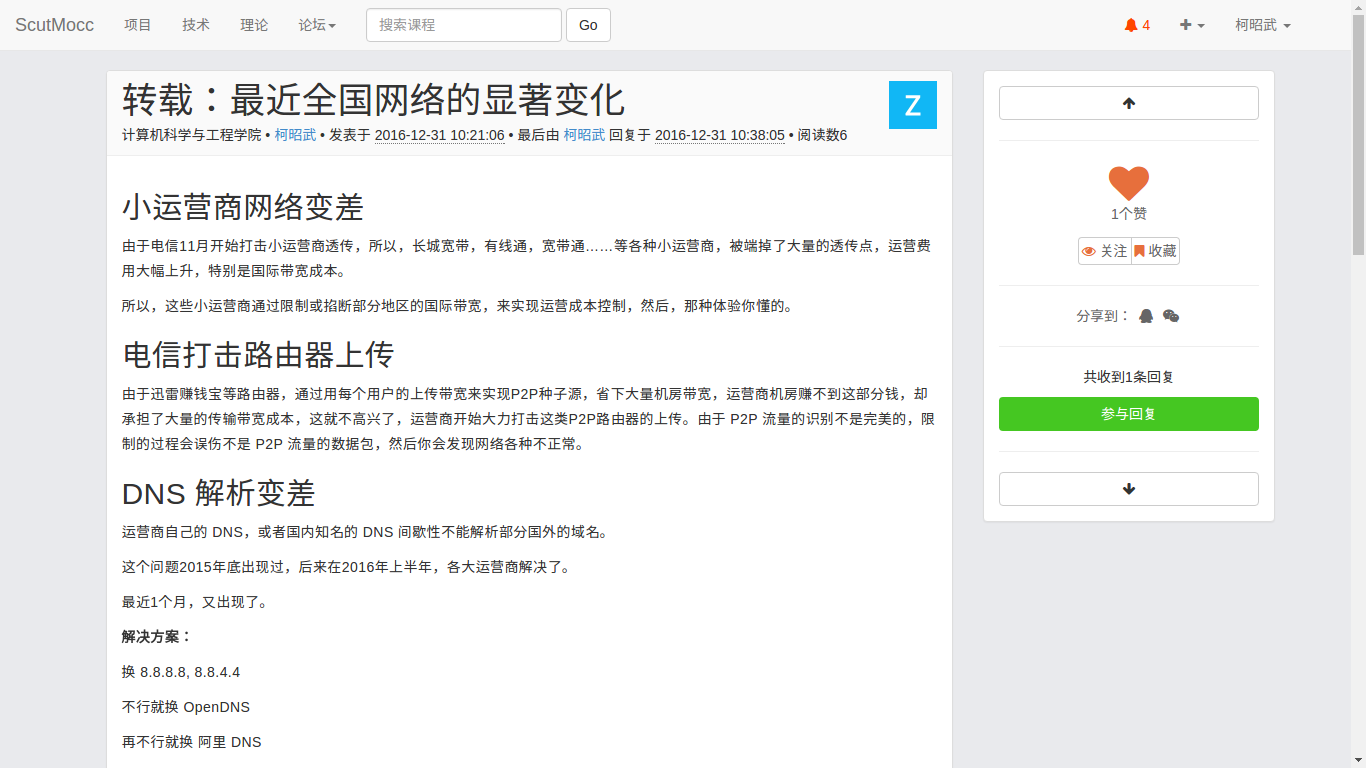 ScutMocc 项目 技术 理论 论坛 搜索课程 Go 4 柯昭武
转载：最近全国网络的显著变化
Z
计算机科学与工程学院 • 柯昭武 • 发表于 2016-12-31 10:21:06 • 最后由 柯昭武 回复于 2016-12-31 10:38:05 • 阅读数6
小运营商网络变差
由于电信11月开始打击小运营商透传，所以，长城宽带，有线通，宽带通……等各种小运营商，被端掉了大量的透传点，运营费
用大幅上升，特别是国际带宽成本。
所以，这些小运营商通过限制或掐断部分地区的国际带宽，来实现运营成本控制，然后，那种体验你懂的。
电信打击路由器上传
由于迅雷赚钱宝等路由器，通过用每个用户的上传带宽来实现P2P种子源，省下大量机房带宽，运营商机房赚不到这部分钱，却
承担了大量的传输带宽成本，这就不高兴了，运营商开始大力打击这类P2P路由器的上传。由于 P2P 流量的识别不是完美的，限
制的过程会误伤不是 P2P 流量的数据包，然后你会发现网络各种不正常。
DNS 解析变差
运营商自己的 DNS，或者国内知名的 DNS 间歇性不能解析部分国外的域名。
这个问题2015年底出现过，后来在2016年上半年，各大运营商解决了。
最近1个月，又出现了。
解决方案：
换 8.8.8.8, 8.8.4.4
不行就换 OpenDNS
再不行就换 阿里 DNS
1个赞
关注 收藏
分享到：
共收到1条回复
参与回复